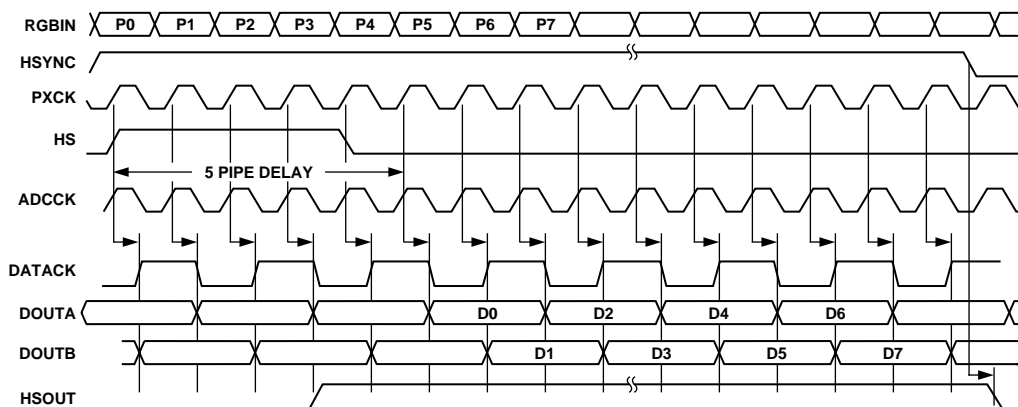 RGBIN P0 P1 P2 P3 P4 P5 P6 P7
HSYNC
PXCK
HS
5 PIPE DELAY
ADCCK
DATACK
DOUTA D0 D2 D4 D6
DOUTB D1 D3 D5 D7
HSOUT